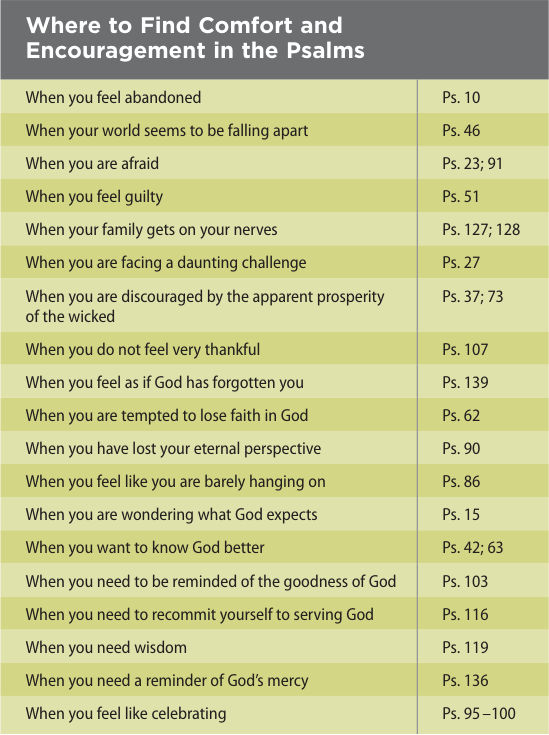 Where to Find Comfort and
Encouragement in the Psalms
When you feel abandoned Ps. 10
When your world seems to be falling apart Ps. 46
When you are afraid Ps. 23; 91
When you feel guilty Ps. 51
When your family gets on your nerves Ps. 127; 128
When you are facing a daunting challenge Ps. 27
When you are discouraged by the apparent prosperity Ps. 37; 73
of the wicked
When you do not feel very thankful Ps. 107
When you feel as if God has forgotten you Ps. 139
When you are tempted to lose faith in God Ps. 62
When you have lost your eternal perspective Ps. 90
When you feel like you are barely hanging on Ps. 86
When you are wondering what God expects Ps. 15
When you want to know God better Ps. 42; 63
When you need to be reminded of the goodness of God Ps. 103
When you need to recommit yourself to serving God Ps. 116
When you need wisdom Ps. 119
When you need a reminder of God’s mercy Ps. 136
When you feel like celebrating Ps. 95–100